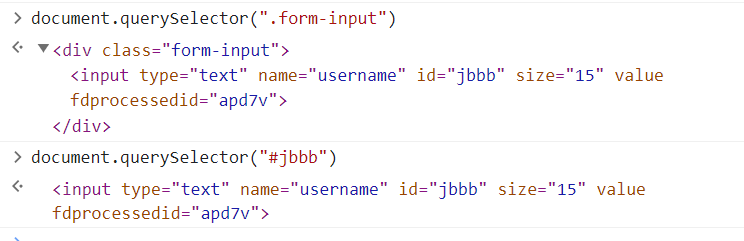 > document.querySelector(".form-input")
<div class="form-input">
<input type="text" name="username" id="jbbb" size="15" value
fdprocessedid="apd7v">
</div>
> document.querySelector("#jbbb")
<input type="text" name="username" id="jbbb" size="15" value
fdprocessedid="apd7v">